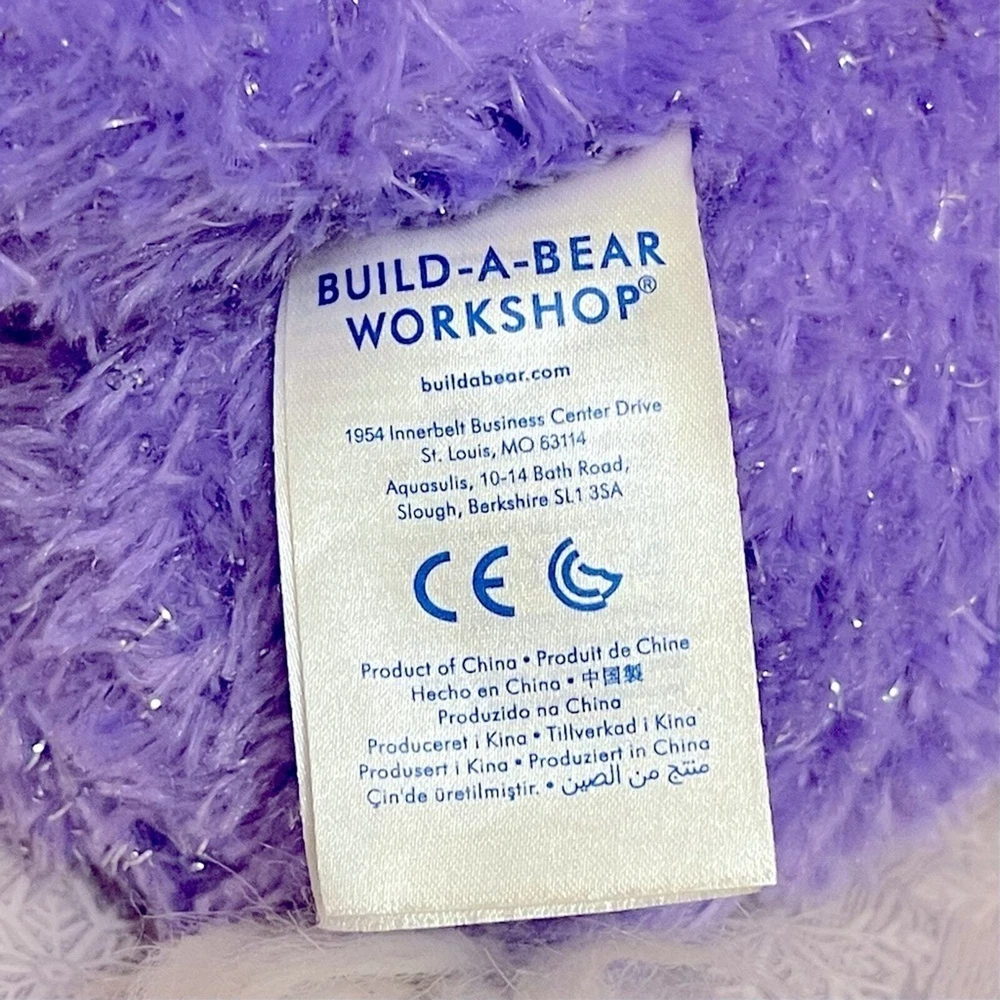 BUILD-A-BEAR
WORKSHOP®
buildabear.com
1954 Innerbelt Business Center Drive
St. Louis, MO 63114
Aquasulis, 10-14 Bath Road,
Slough, Berkshire SL1 3SA
CE
Product of China • Produit de Chine
Hecho en China • 中国製
Produzido na China
Produceret i Kina • Tillverkad i Kina
Produsert i Kina • Produziert in China
Çin'de üretilmiştir. • منتج من الصين